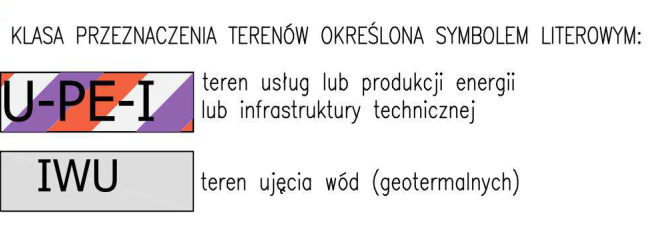 KLASA PRZEZNACZENIA TERENÓW OKREŚLONA SYMBOLEM LITEROWYM:
U-PE-I teren usług lub produkcji energii
lub infrastruktury technicznej
IWU teren ujęcia wód (geotermalnych)